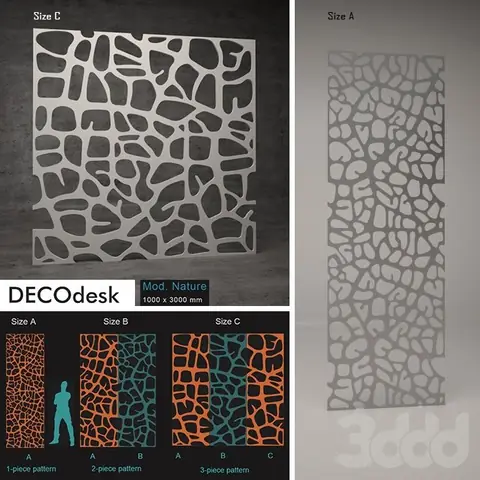 Size C
Size A
DECOdesk
Mod. Nature
1000 x 3000 mm
Size A
Size B
Size C
A
A
B
A
B
C
1-piece pattern
2-piece pattern
3-piece pattern
3ddd